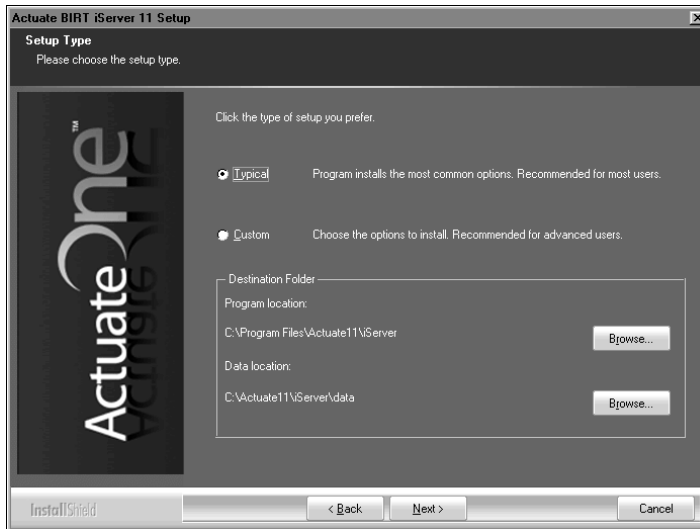 Actuate BIRT iServer 11 Setup
Setup Type
Please choose the setup type.
ActuateOne™
Click the type of setup you prefer.
Typical Program installs the most common options. Recommended for most users.
Custom Choose the options to install. Recommended for advanced users.
Destination Folder
Program location:
C:\Program Files\Actuate11\iServer
Browse...
Data location:
C:\Actuate11\iServer\data
Browse...
InstallShield
< Back Next > Cancel